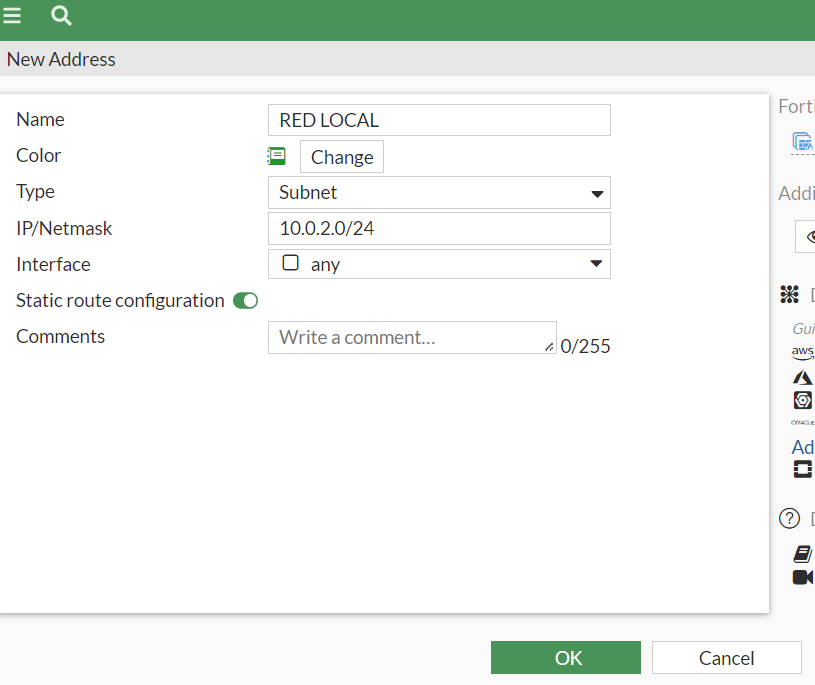 New Address
Name RED LOCAL
Color Change
Type Subnet
IP/Netmask 10.0.2.0/24
Interface any
Static route configuration
Comments Write a comment... 0/255
OK Cancel
Forti
Addi
Gui
aws
ORACLE
Ad